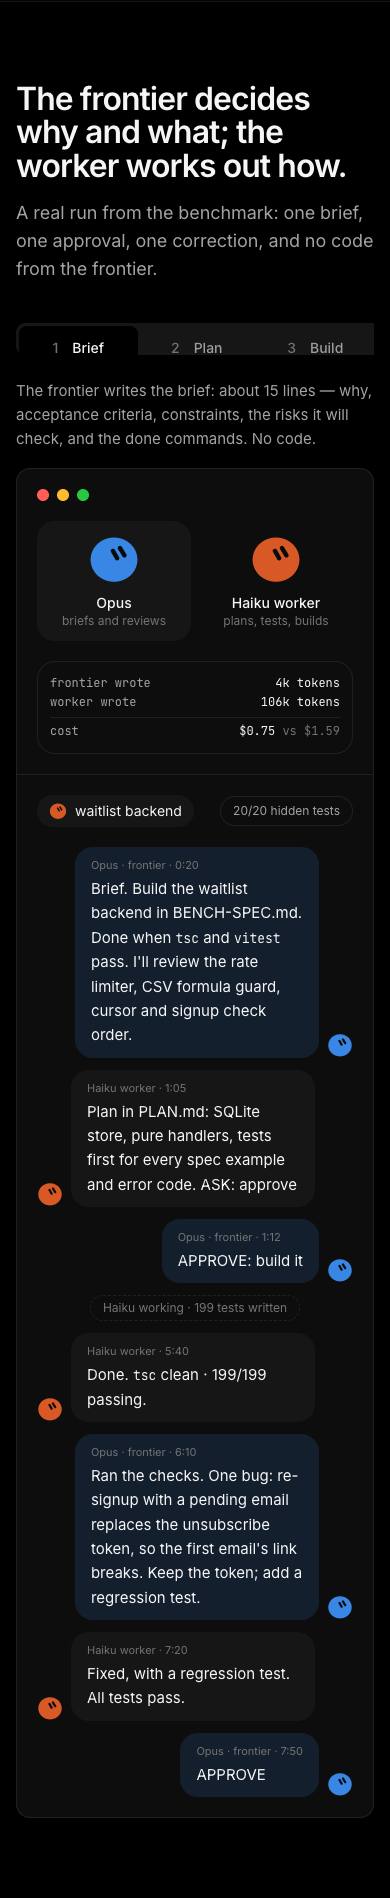 The frontier decides
why and what; the
worker works out how.
A real run from the benchmark: one brief,
one approval, one correction, and no code
from the frontier.
1 Brief 2 Plan 3 Build
The frontier writes the brief: about 15 lines — why,
acceptance criteria, constraints, the risks it will
check, and the done commands. No code.
Opus Haiku worker
briefs and reviews plans, tests, builds
frontier wrote 4k tokens
worker wrote 106k tokens
cost $0.75 vs $1.59
waitlist backend 20/20 hidden tests
Opus · frontier · 0:20
Brief. Build the waitlist
backend in BENCH-SPEC.md.
Done when tsc and vitest
pass. I'll review the rate
limiter, CSV formula guard,
cursor and signup check
order.
Haiku worker · 1:05
Plan in PLAN.md: SQLite
store, pure handlers, tests
first for every spec example
and error code. ASK: approve
Opus · frontier · 1:12
APPROVE: build it
Haiku working · 199 tests written
Haiku worker · 5:40
Done. tsc clean · 199/199
passing.
Opus · frontier · 6:10
Ran the checks. One bug: re-
signup with a pending email
replaces the unsubscribe
token, so the first email's link
breaks. Keep the token; add a
regression test.
Haiku worker · 7:20
Fixed, with a regression test.
All tests pass.
Opus · frontier · 7:50
APPROVE